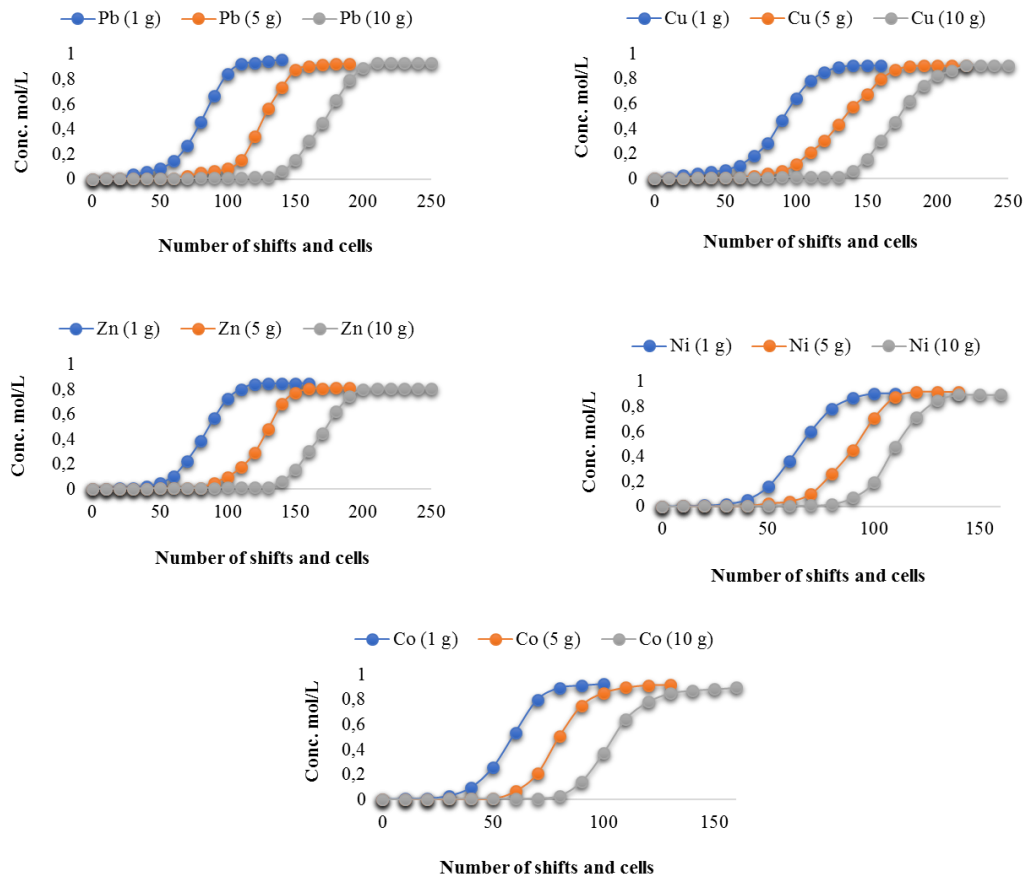 Pb (1 g) Pb (5 g) Pb (10 g)
Conc. mol/L
1
0,8
0,6
0,4
0,2
0
0 50 100 150 200 250
Number of shifts and cells
Cu (1 g) Cu (5 g) Cu (10 g)
Conc. mol/L
1
0,8
0,6
0,4
0,2
0
0 50 100 150 200 250
Number of shifts and cells
Zn (1 g) Zn (5 g) Zn (10 g)
Conc. mol/L
1
0,8
0,6
0,4
0,2
0
0 50 100 150 200 250
Number of shifts and cells
Ni (1 g) Ni (5 g) Ni (10 g)
Conc. mol/L
1
0,8
0,6
0,4
0,2
0
0 50 100 150
Number of shifts and cells
Co (1 g) Co (5 g) Co (10 g)
Conc. mol/L
1
0,8
0,6
0,4
0,2
0
0 50 100 150
Number of shifts and cells